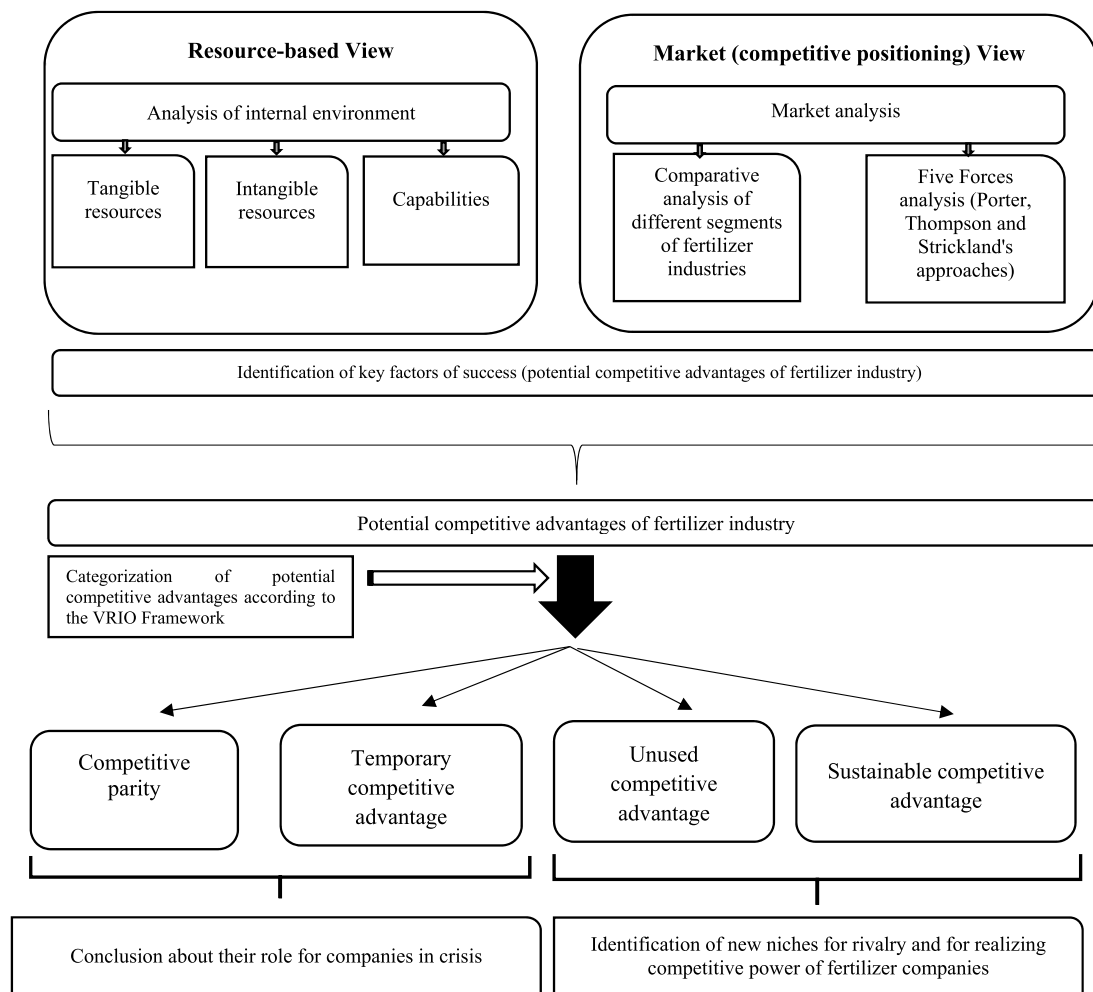 Resource-based View
Analysis of internal environment
Tangible
resources
Intangible
resources
Capabilities
Market (competitive positioning) View
Market analysis
Comparative
analysis of
different segments
of fertilizer
industries
Five Forces
analysis (Porter,
Thompson and
Strickland's
approaches)
Identification of key factors of success (potential competitive advantages of fertilizer industry)
Potential competitive advantages of fertilizer industry
Categorization of potential
competitive advantages according to
the VRIO Framework
Competitive
parity
Temporary
competitive
advantage
Unused
competitive
advantage
Sustainable competitive
advantage
Conclusion about their role for companies in crisis
Identification of new niches for rivalry and for realizing
competitive power of fertilizer companies